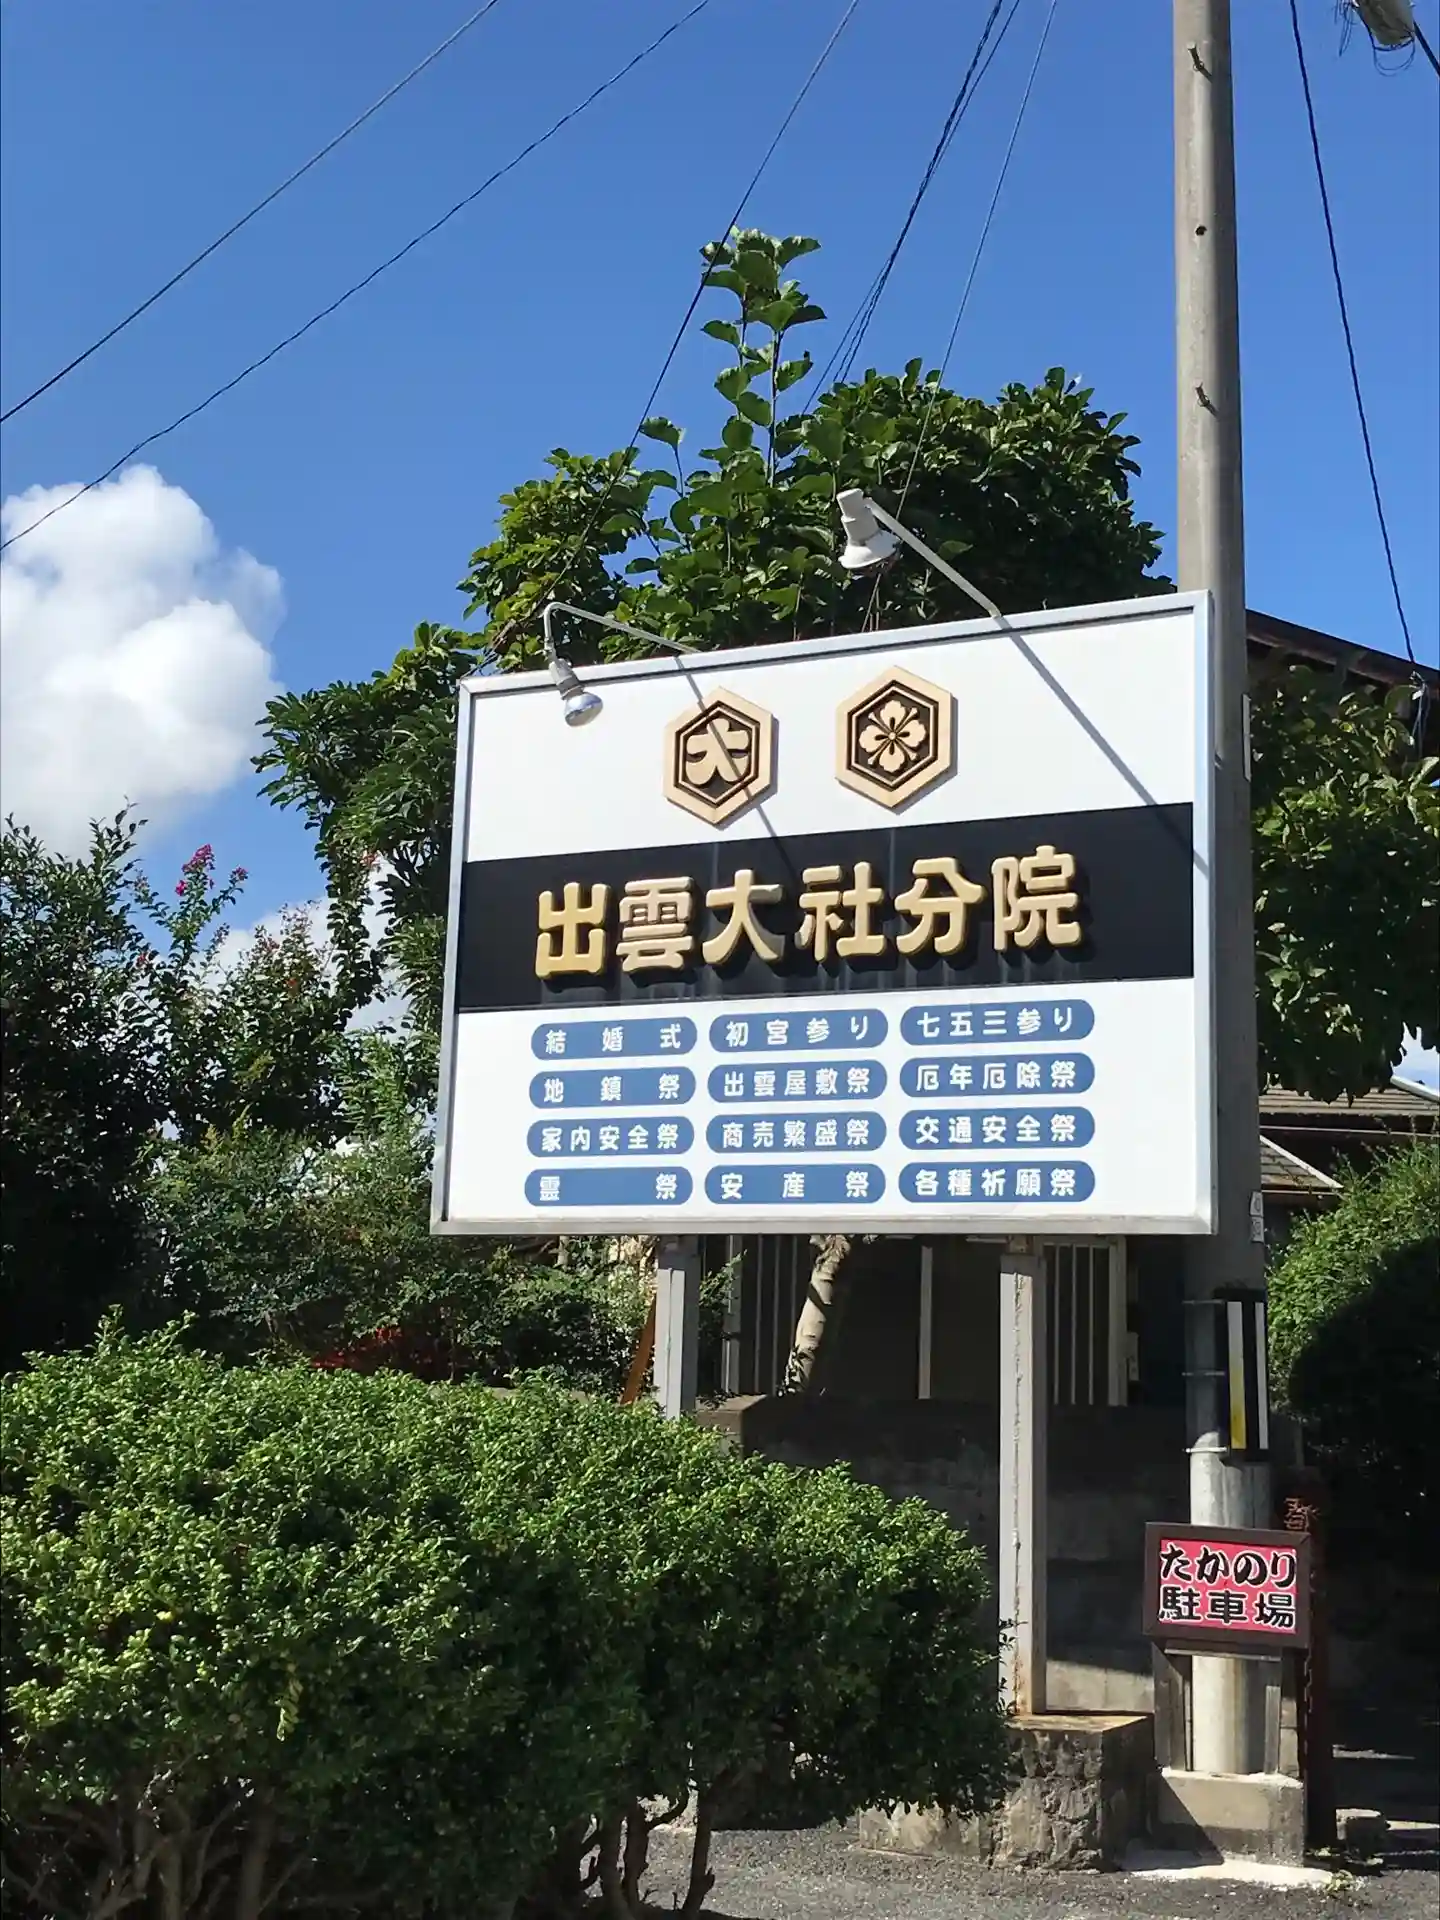 大
出雲大社分院
結婚式 初宮参り 七五三参り
地鎮祭 出雲屋敷祭 厄年厄除祭
家内安全祭 商売繁盛祭 交通安全祭
霊祭 安産祭 各種祈願祭
たかのり
駐車場